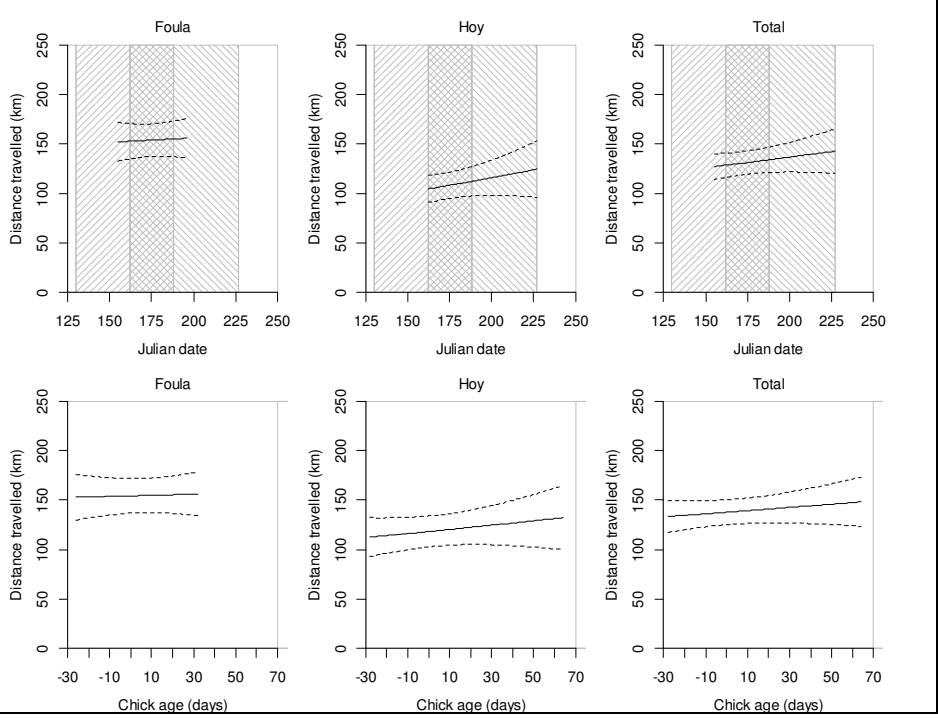 Foula
Hoy
Total
Distance travelled (km)
0 50 100 150 200 250
125 150 175 200 225 250
Julian date
Distance travelled (km)
0 50 100 150 200 250
125 150 175 200 225 250
Julian date
Distance travelled (km)
0 50 100 150 200 250
125 150 175 200 225 250
Julian date
Foula
Hoy
Total
Distance travelled (km)
0 50 100 150 200 250
-30 -10 10 30 50 70
Chick age (days)
Distance travelled (km)
0 50 100 150 200 250
-30 -10 10 30 50 70
Chick age (days)
Distance travelled (km)
0 50 100 150 200 250
-30 -10 10 30 50 70
Chick age (days)